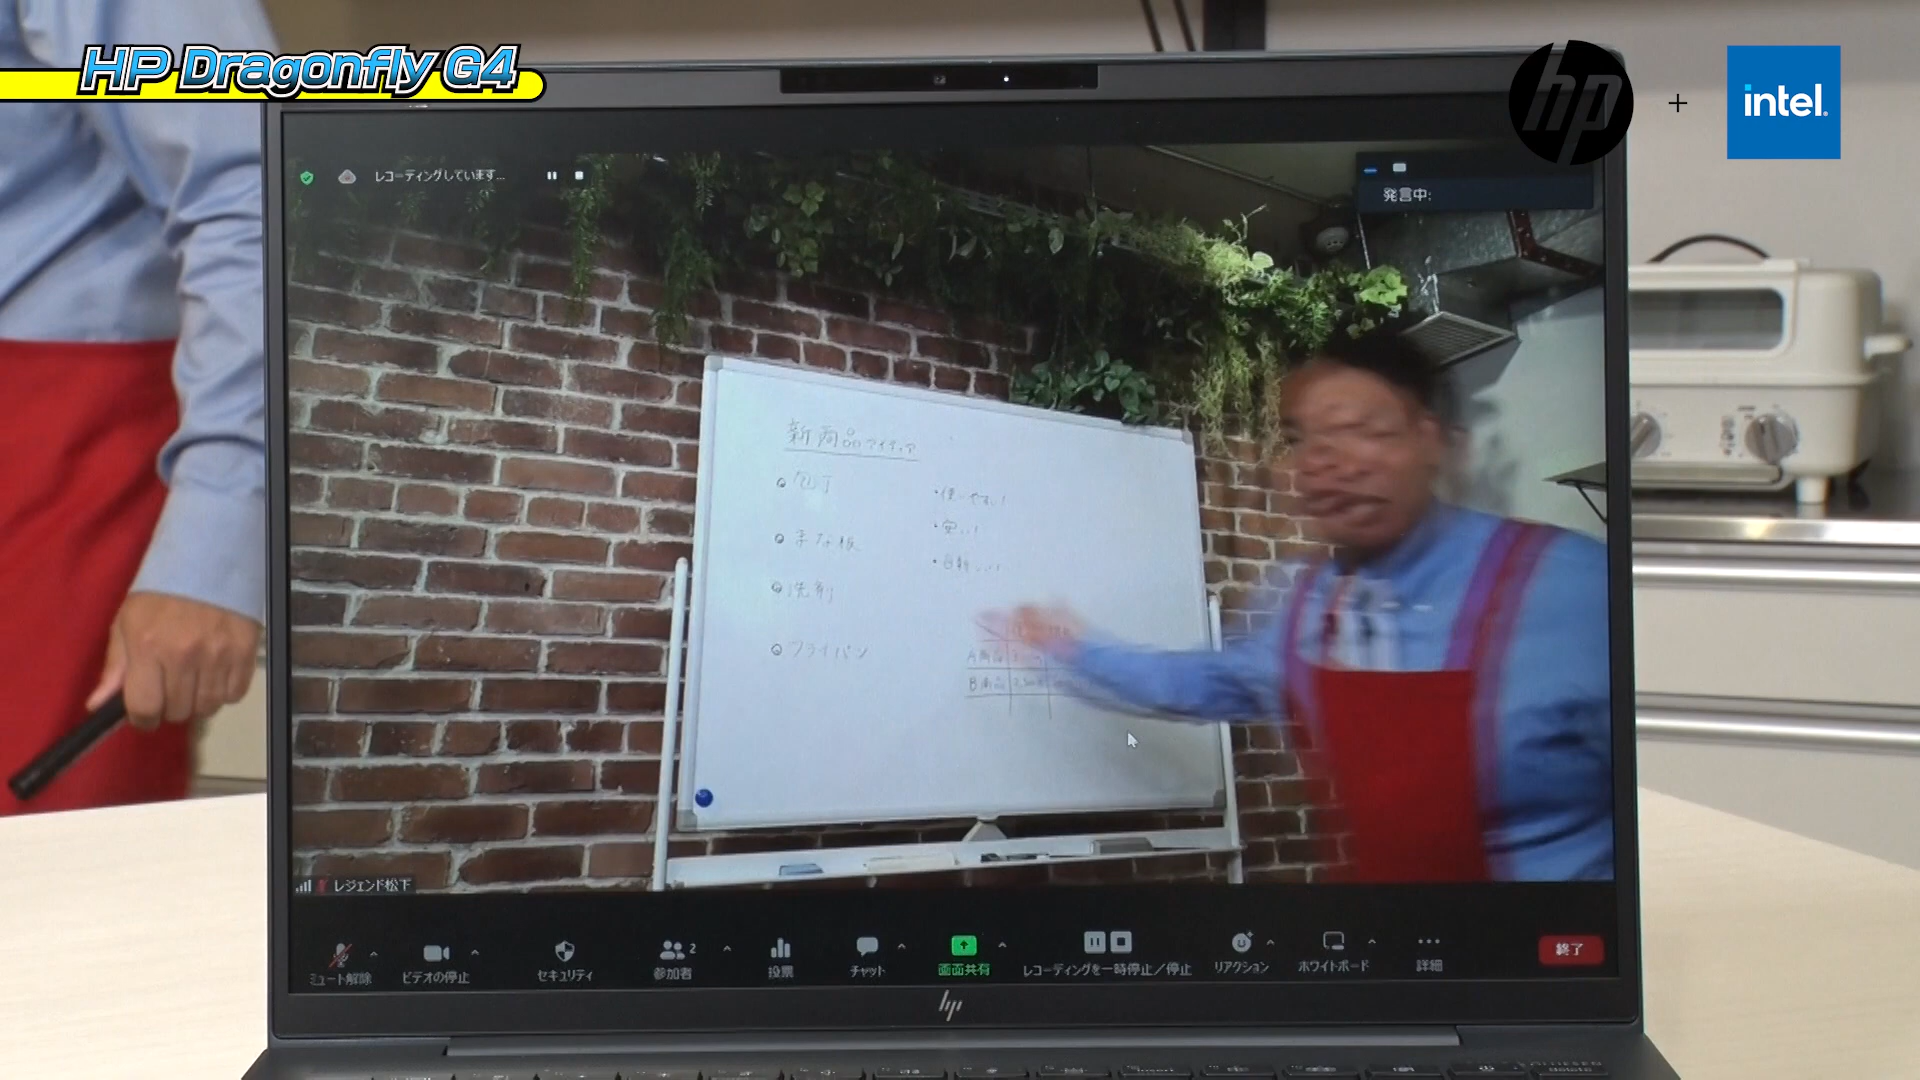 HP Dragonfly G4
hp + intel.
レコーディングしています...
発言中:
新商品アイディア
包丁
・使いやすい!
まな板
・安い!
洗剤
フライパン
A商品
B商品
レジェンド松下
ミュート解除
ビデオの停止
セキュリティ
2
参加者
投票
チャット
画面共有
レコーディングを一時停止/停止
リアクション
ホワイトボード
詳細
終了
hp
insert
delete